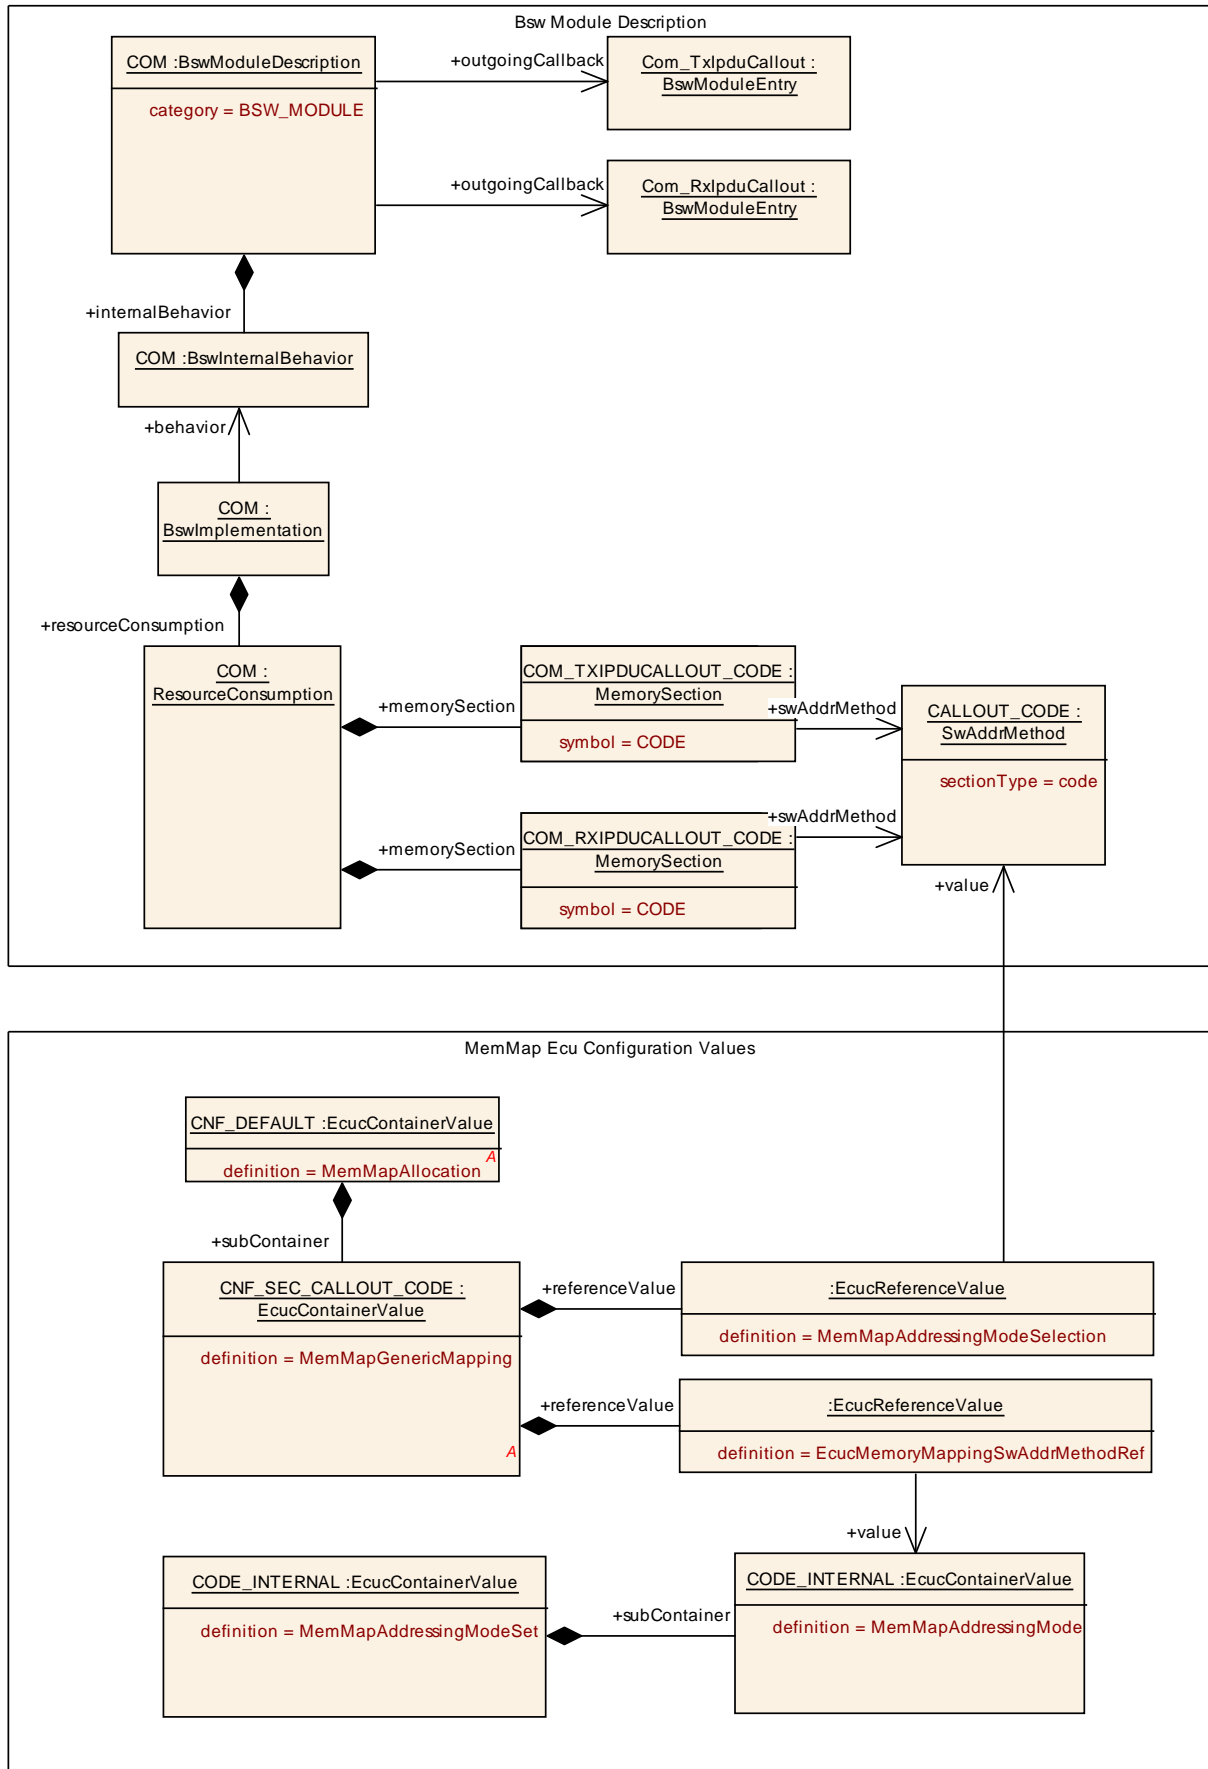 Bsw Module Description
COM :BswModuleDescription
category = BSW_MODULE
+outgoingCallback
Com_TxIpduCallout :
BswModuleEntry
+outgoingCallback
Com_RxIpduCallout :
BswModuleEntry
+internalBehavior
COM :BswInternalBehavior
+behavior
COM :
BswImplementation
+resourceConsumption
COM :
ResourceConsumption
+memorySection
COM_TXIPDUCALLOUT_CODE :
MemorySection
symbol = CODE
+swAddrMethod
CALLOUT_CODE :
SwAddrMethod
sectionType = code
+memorySection
COM_RXIPDUCALLOUT_CODE :
MemorySection
symbol = CODE
+swAddrMethod
+value
MemMap Ecu Configuration Values
CNF_DEFAULT :EcucContainerValue
A
definition = MemMapAllocation
+subContainer
CNF_SEC_CALLOUT_CODE :
EcucContainerValue
definition = MemMapGenericMapping
A
+referenceValue
:EcucReferenceValue
definition = MemMapAddressingModeSelection
+referenceValue
:EcucReferenceValue
definition = EcucMemoryMappingSwAddrMethodRef
+value
CODE_INTERNAL :EcucContainerValue
definition = MemMapAddressingModeSet
+subContainer
CODE_INTERNAL :EcucContainerValue
definition = MemMapAddressingMode